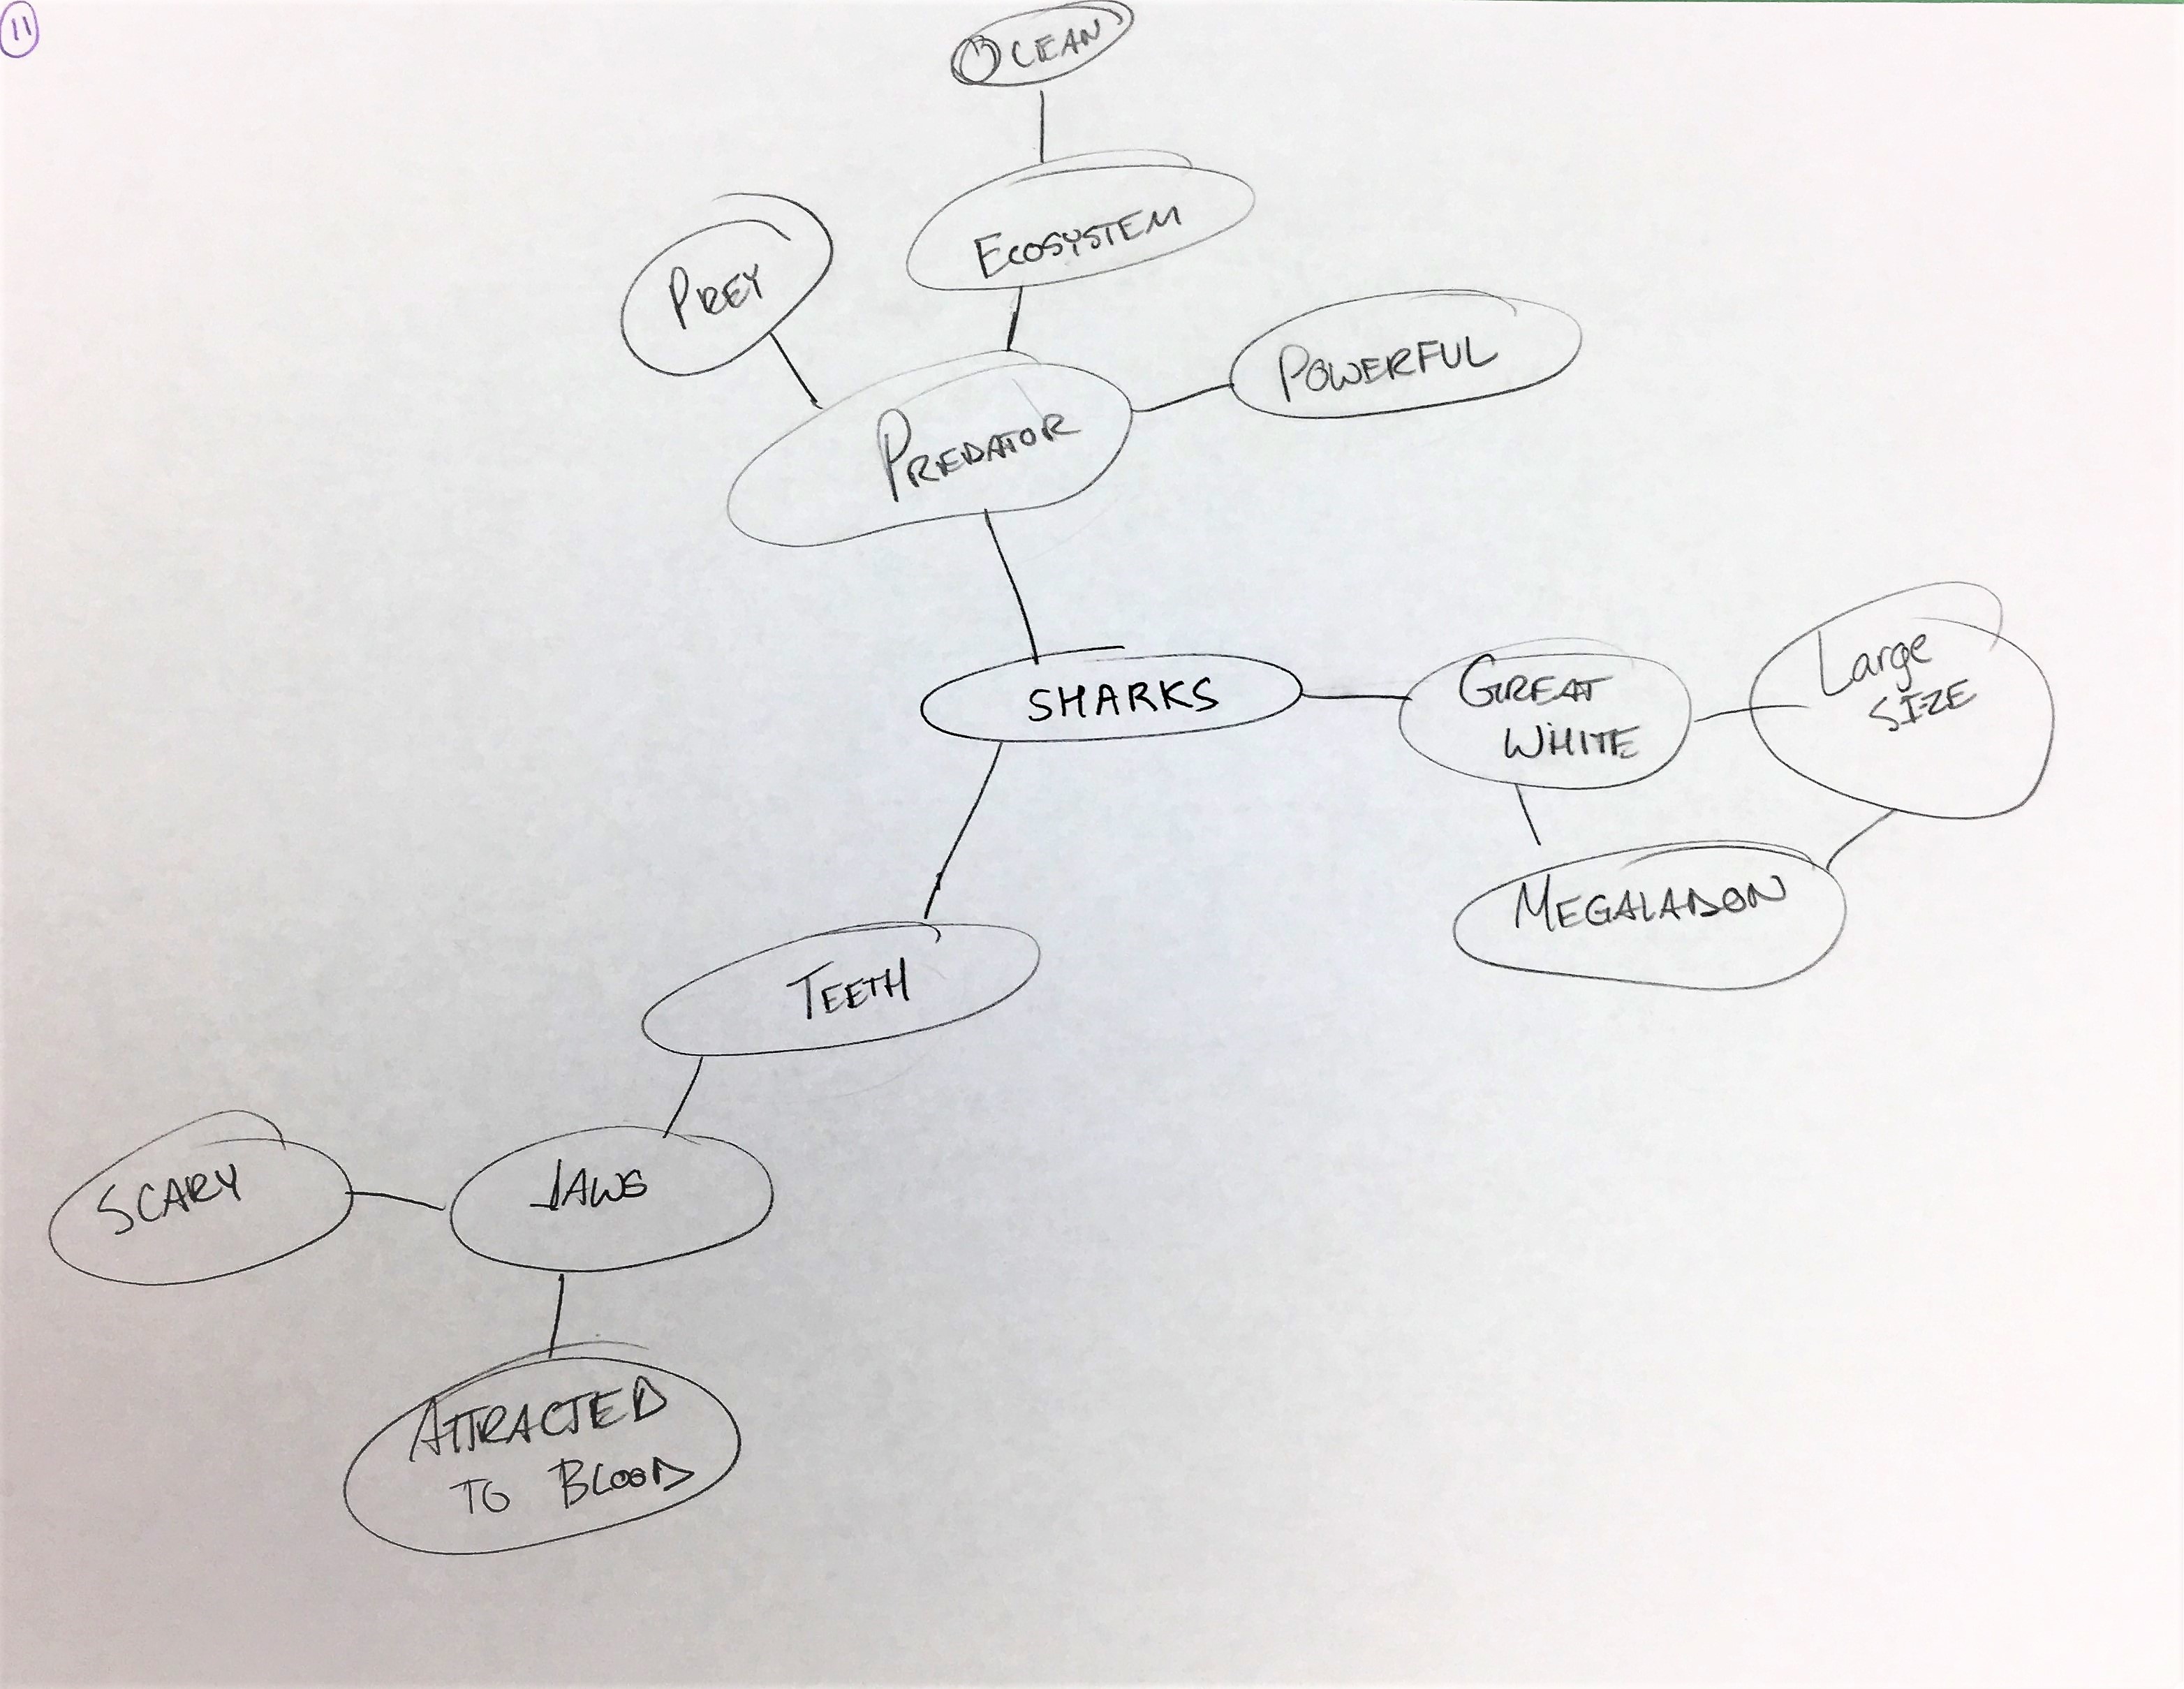 11
OCEAN
ECOSYSTEM
PREY
POWERFUL
PREDATOR
SHARKS
GREAT
WHITE
Large
SIZE
MEGALADON
TEETH
SCARY
JAWS
ATTRACTED
TO BLOOD